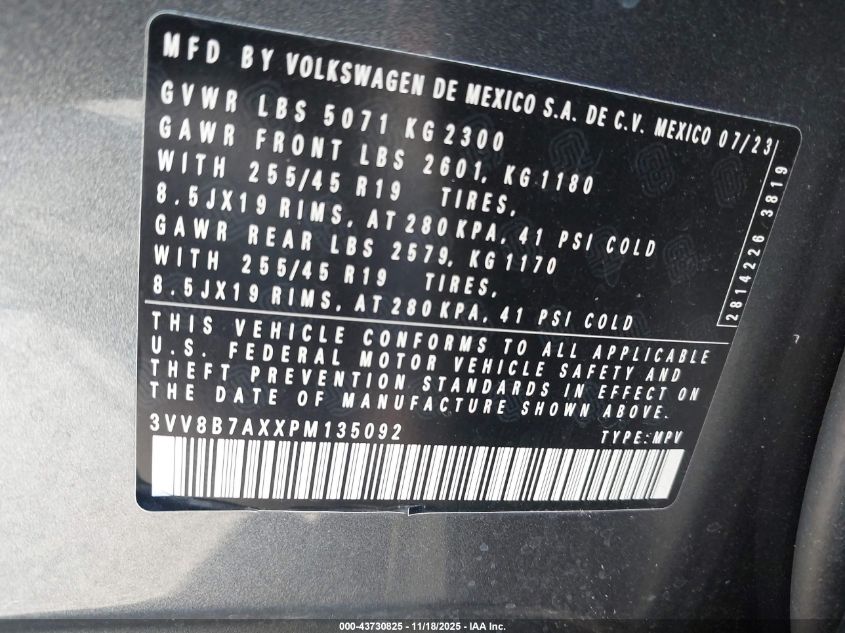 MFD BY VOLKSWAGEN DE MEXICO S.A. DE C.V. MEXICO 07/23
GVWR LBS 5071 KG 2300
GAWR FRONT LBS 2601, KG 1180
WITH 255/45 R19 TIRES,
8.5JX19 RIMS, AT 280 KPA, 41 PSI COLD
GAWR REAR LBS 2579, KG 1170
WITH 255/45 R19 TIRES,
8.5JX19 RIMS, AT 280 KPA, 41 PSI COLD
2814226 3819
THIS VEHICLE CONFORMS TO ALL APPLICABLE
U.S. FEDERAL MOTOR VEHICLE SAFETY AND
THEFT PREVENTION STANDARDS IN EFFECT ON
THE DATE OF MANUFACTURE SHOWN ABOVE.
3VV8B7AXXPM135092 TYPE:MPV
000-43730825 - 11/18/2025 - IAA Inc.